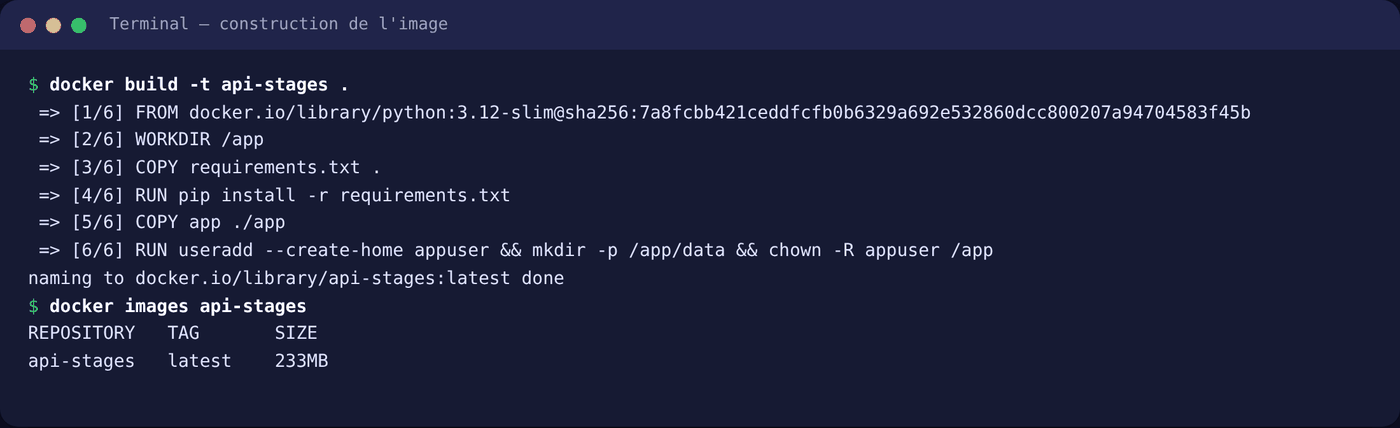 Terminal — construction de l'image
$ docker build -t api-stages .
=> [1/6] FROM docker.io/library/python:3.12-slim@sha256:7a8fcbb421ceddfcfb0b6329a692e532860dcc800207a94704583f45b
=> [2/6] WORKDIR /app
=> [3/6] COPY requirements.txt .
=> [4/6] RUN pip install -r requirements.txt
=> [5/6] COPY app ./app
=> [6/6] RUN useradd --create-home appuser && mkdir -p /app/data && chown -R appuser /app
naming to docker.io/library/api-stages:latest done
$ docker images api-stages
REPOSITORY   TAG       SIZE
api-stages   latest    233MB